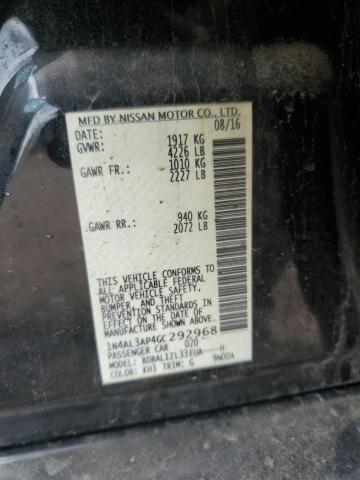 MFD BY NISSAN MOTOR CO., LTD.
DATE: 08/16
GVWR: 1917 KG
4226 LB
GAWR FR: 1010 KG
2227 LB
GAWR RR: 940 KG
2072 LB
THIS VEHICLE CONFORMS TO
ALL APPLICABLE FEDERAL
MOTOR VEHICLE SAFETY,
BUMPER, AND THEFT
PREVENTION STANDARDS
IN EFFECT ON THE DATE OF
MANUFACTURE SHOWN ABOVE.
1N4AL3AP4GC292968
PASSENGER CAR 020
MODEL: BDBALIZL33EUA----H
COLOR: KH3 TRIM: G 9N00A